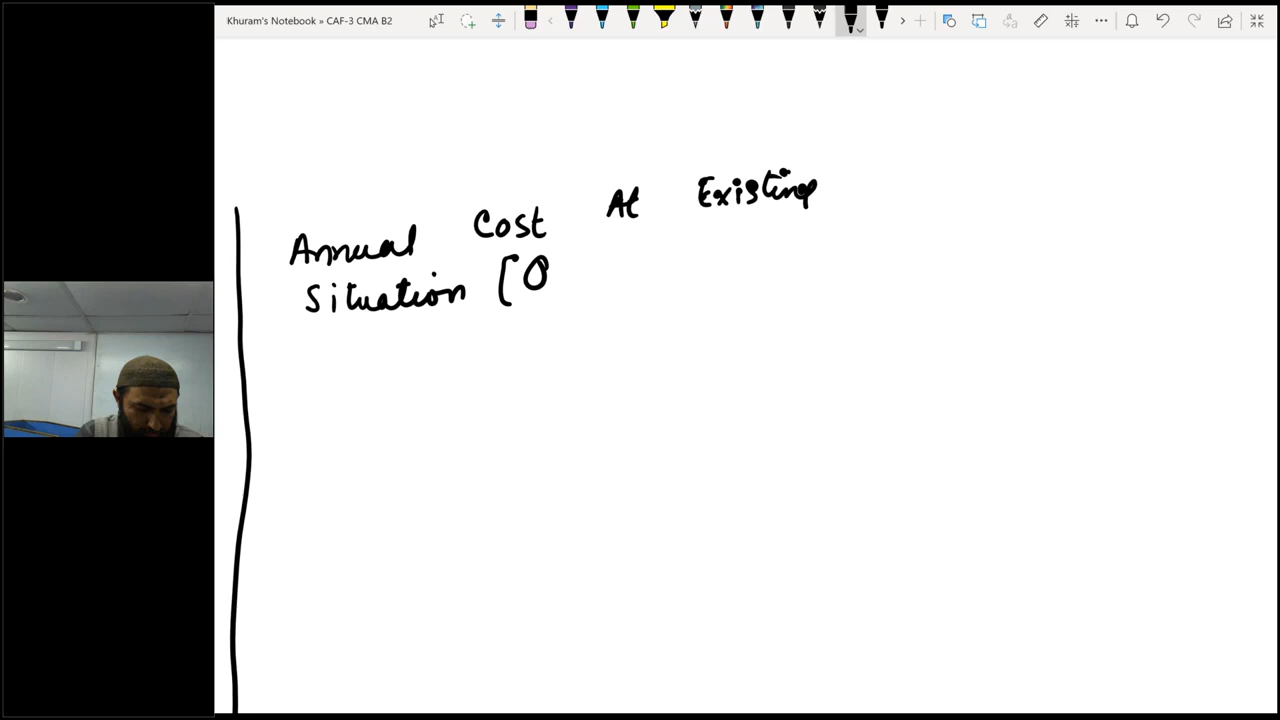 Khuram's Notebook » CAF-3 CMA B2
Annual Cost At Existing
Situation [O